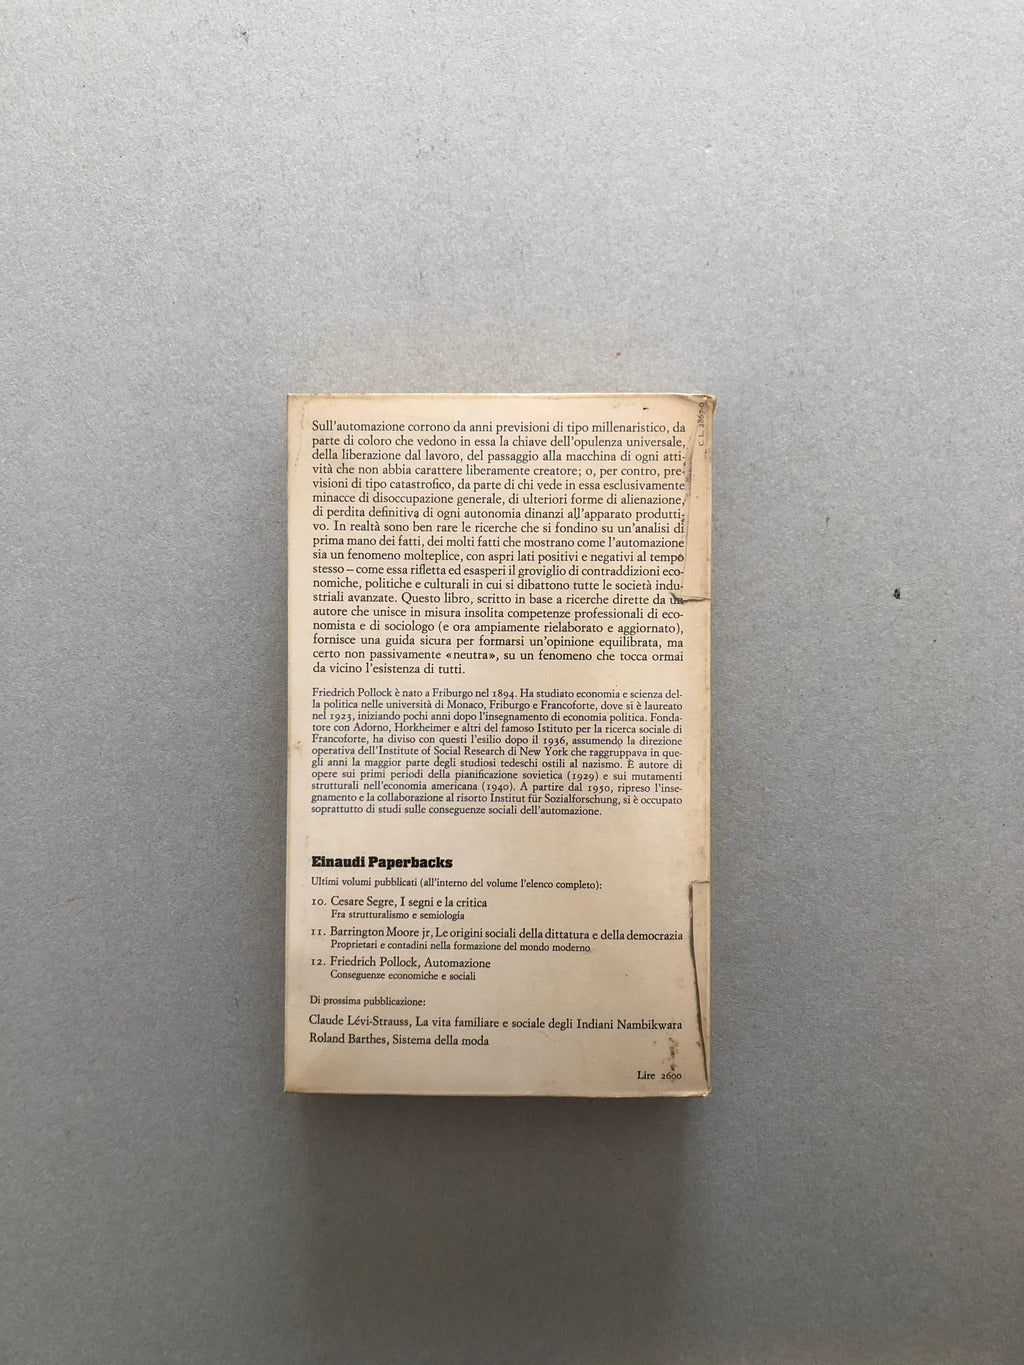 C. L. 2867-9
Sull'automazione corrono da anni previsioni di tipo millenaristico, da
parte di coloro che vedono in essa la chiave dell'opulenza universale,
della liberazione dal lavoro, del passaggio alla macchina di ogni atti-
vità che non abbia carattere liberamente creatore; o, per contro, pre-
visioni di tipo catastrofico, da parte di chi vede in essa esclusivamente
minacce di disoccupazione generale, di ulteriori forme di alienazione,
di perdita definitiva di ogni autonomia dinanzi all'apparato produtti-
vo. In realtà sono ben rare le ricerche che si fondino su un'analisi di
prima mano dei fatti, dei molti fatti che mostrano come l'automazione
sia un fenomeno molteplice, con aspri lati positivi e negativi al tempo
stesso – come essa rifletta ed esasperi il groviglio di contraddizioni eco-
nomiche, politiche e culturali in cui si dibattono tutte le società indu-
striali avanzate. Questo libro, scritto in base a ricerche dirette da un
autore che unisce in misura insolita competenze professionali di eco-
nomista e di sociologo (e ora ampiamente rielaborato e aggiornato),
fornisce una guida sicura per formarsi un'opinione equilibrata, ma
certo non passivamente «neutra», su un fenomeno che tocca ormai
da vicino l'esistenza di tutti.
Friedrich Pollock è nato a Friburgo nel 1894. Ha studiato economia e scienza del-
la politica nelle università di Monaco, Friburgo e Francoforte, dove si è laureato
nel 1923, iniziando pochi anni dopo l'insegnamento di economia politica. Fonda-
tore con Adorno, Horkheimer e altri del famoso Istituto per la ricerca sociale di
Francoforte, ha diviso con questi l'esilio dopo il 1936, assumendo la direzione
operativa dell'Institute of Social Research di New York che raggruppava in que-
gli anni la maggior parte degli studiosi tedeschi ostili al nazismo. È autore di
opere sui primi periodi della pianificazione sovietica (1929) e sui mutamenti
strutturali nell'economia americana (1940). A partire dal 1950, ripreso l'inse-
gnamento e la collaborazione al risorto Institut für Sozialforschung, si è occupato
soprattutto di studi sulle conseguenze sociali dell'automazione.
Einaudi Paperbacks
Ultimi volumi pubblicati (all'interno del volume l'elenco completo):
10. Cesare Segre, I segni e la critica
Fra strutturalismo e semiologia
11. Barrington Moore jr, Le origini sociali della dittatura e della democrazia
Proprietari e contadini nella formazione del mondo moderno
12. Friedrich Pollock, Automazione
Conseguenze economiche e sociali
Di prossima pubblicazione:
Claude Lévi-Strauss, La vita familiare e sociale degli Indiani Nambikwara
Roland Barthes, Sistema della moda
Lire 2600